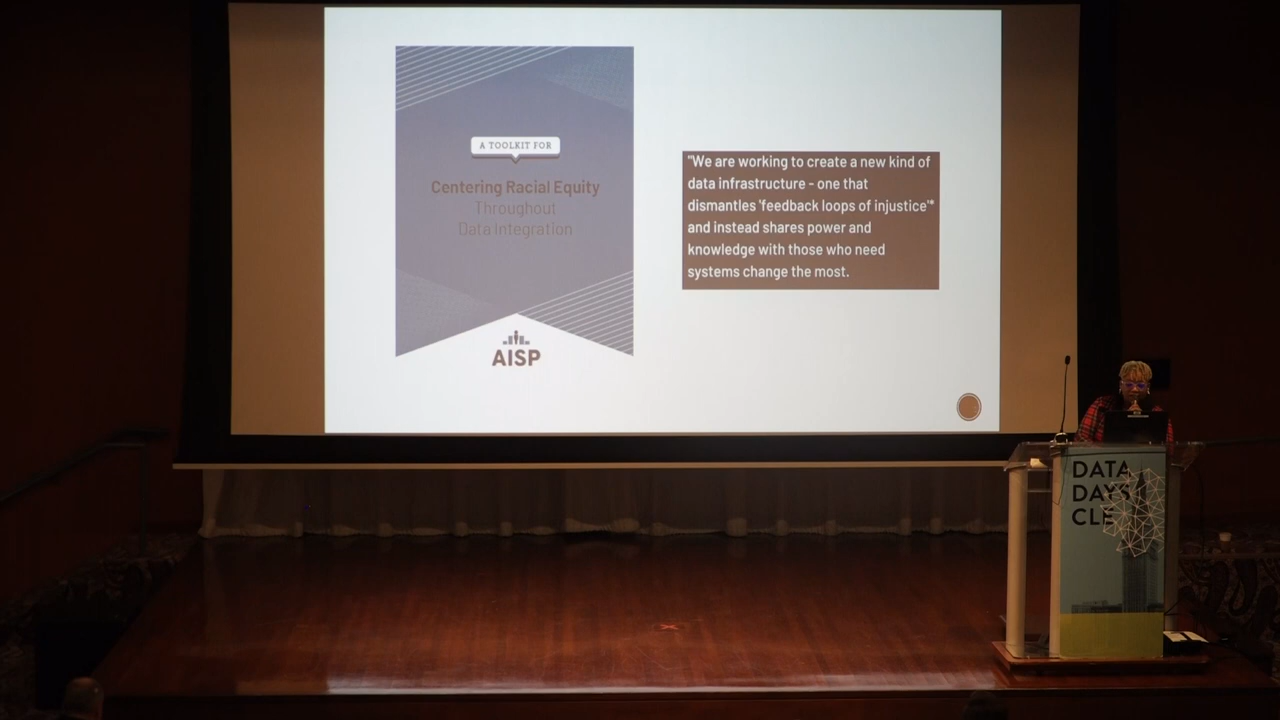 A TOOLKIT FOR
Centering Racial Equity
Throughout
Data Integration
AISP
"We are working to create a new kind of
data infrastructure - one that
dismantles 'feedback loops of injustice'*
and instead shares power and
knowledge with those who need
systems change the most.
DATA
DAYS
CLE